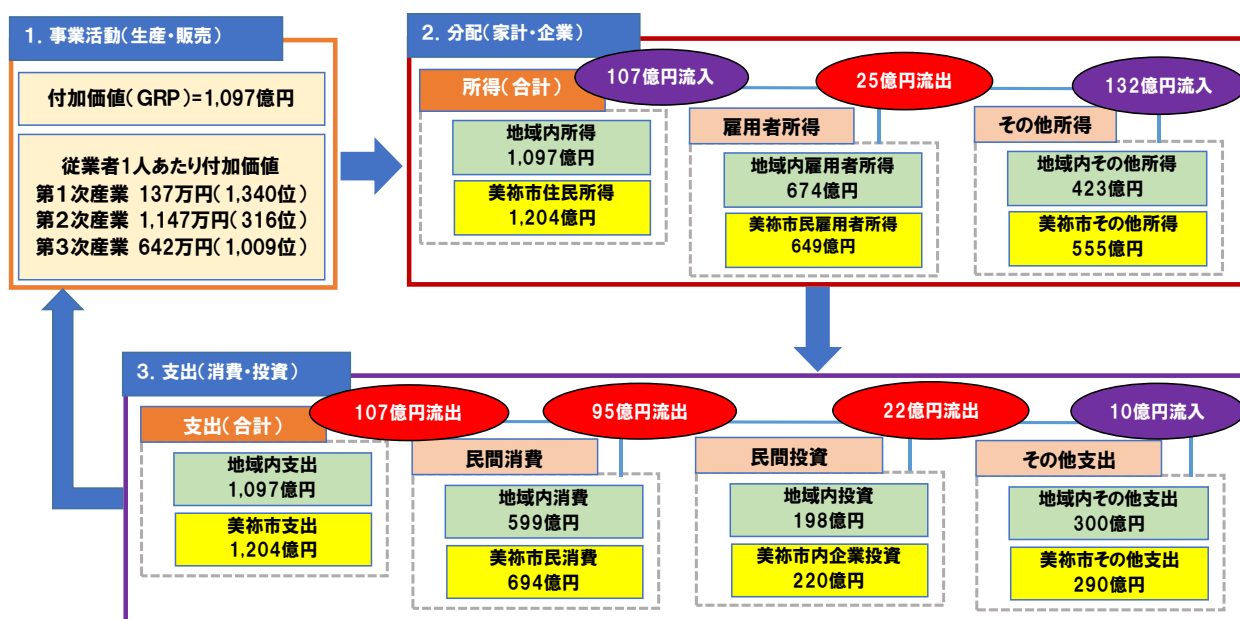 1. 事業活動(生産・販売)
付加価値(GRP)=1,097億円
従業者1人あたり付加価値
第1次産業 137万円(1,340位)
第2次産業 1,147万円(316位)
第3次産業 642万円(1,009位)
2. 分配(家計・企業)
所得(合計)
107億円流入
25億円流出
132億円流入
地域内所得
1,097億円
美祢市住民所得
1,204億円
雇用者所得
地域内雇用者所得
674億円
美祢市民雇用者所得
649億円
その他所得
地域内その他所得
423億円
美祢市その他所得
555億円
3. 支出(消費・投資)
支出(合計)
107億円流出
95億円流出
22億円流出
10億円流入
地域内支出
1,097億円
美祢市支出
1,204億円
民間消費
地域内消費
599億円
美祢市民消費
694億円
民間投資
地域内投資
198億円
美祢市内企業投資
220億円
その他支出
地域内その他支出
300億円
美祢市その他支出
290億円